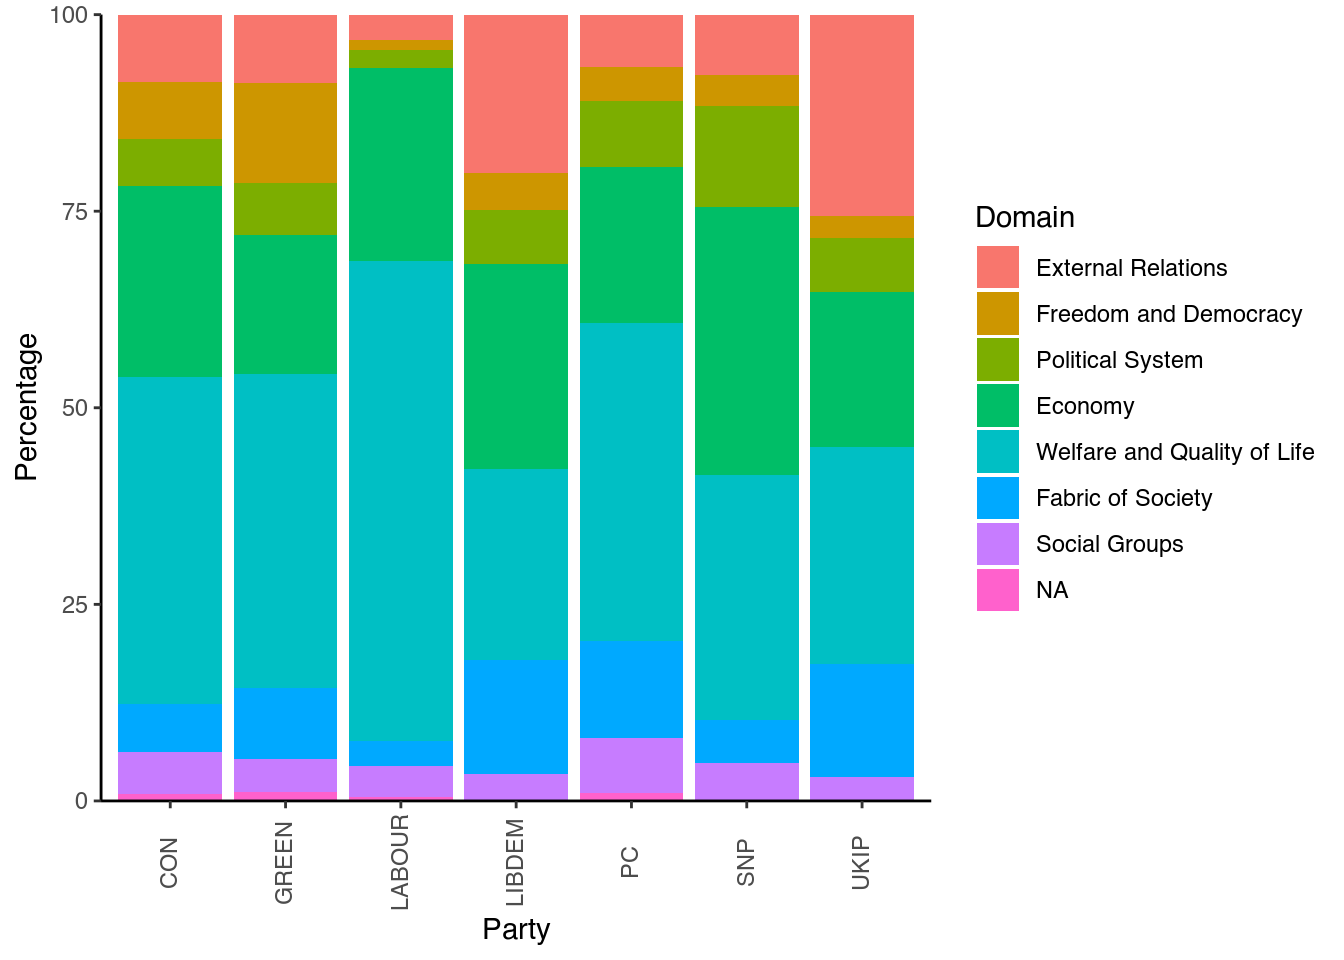 100
75
50
25
0
Percentage
CON
GREEN
LABOUR
LIBDEM
PC
SNP
UKIP
Party
Domain
External Relations
Freedom and Democracy
Political System
Economy
Welfare and Quality of Life
Fabric of Society
Social Groups
NA